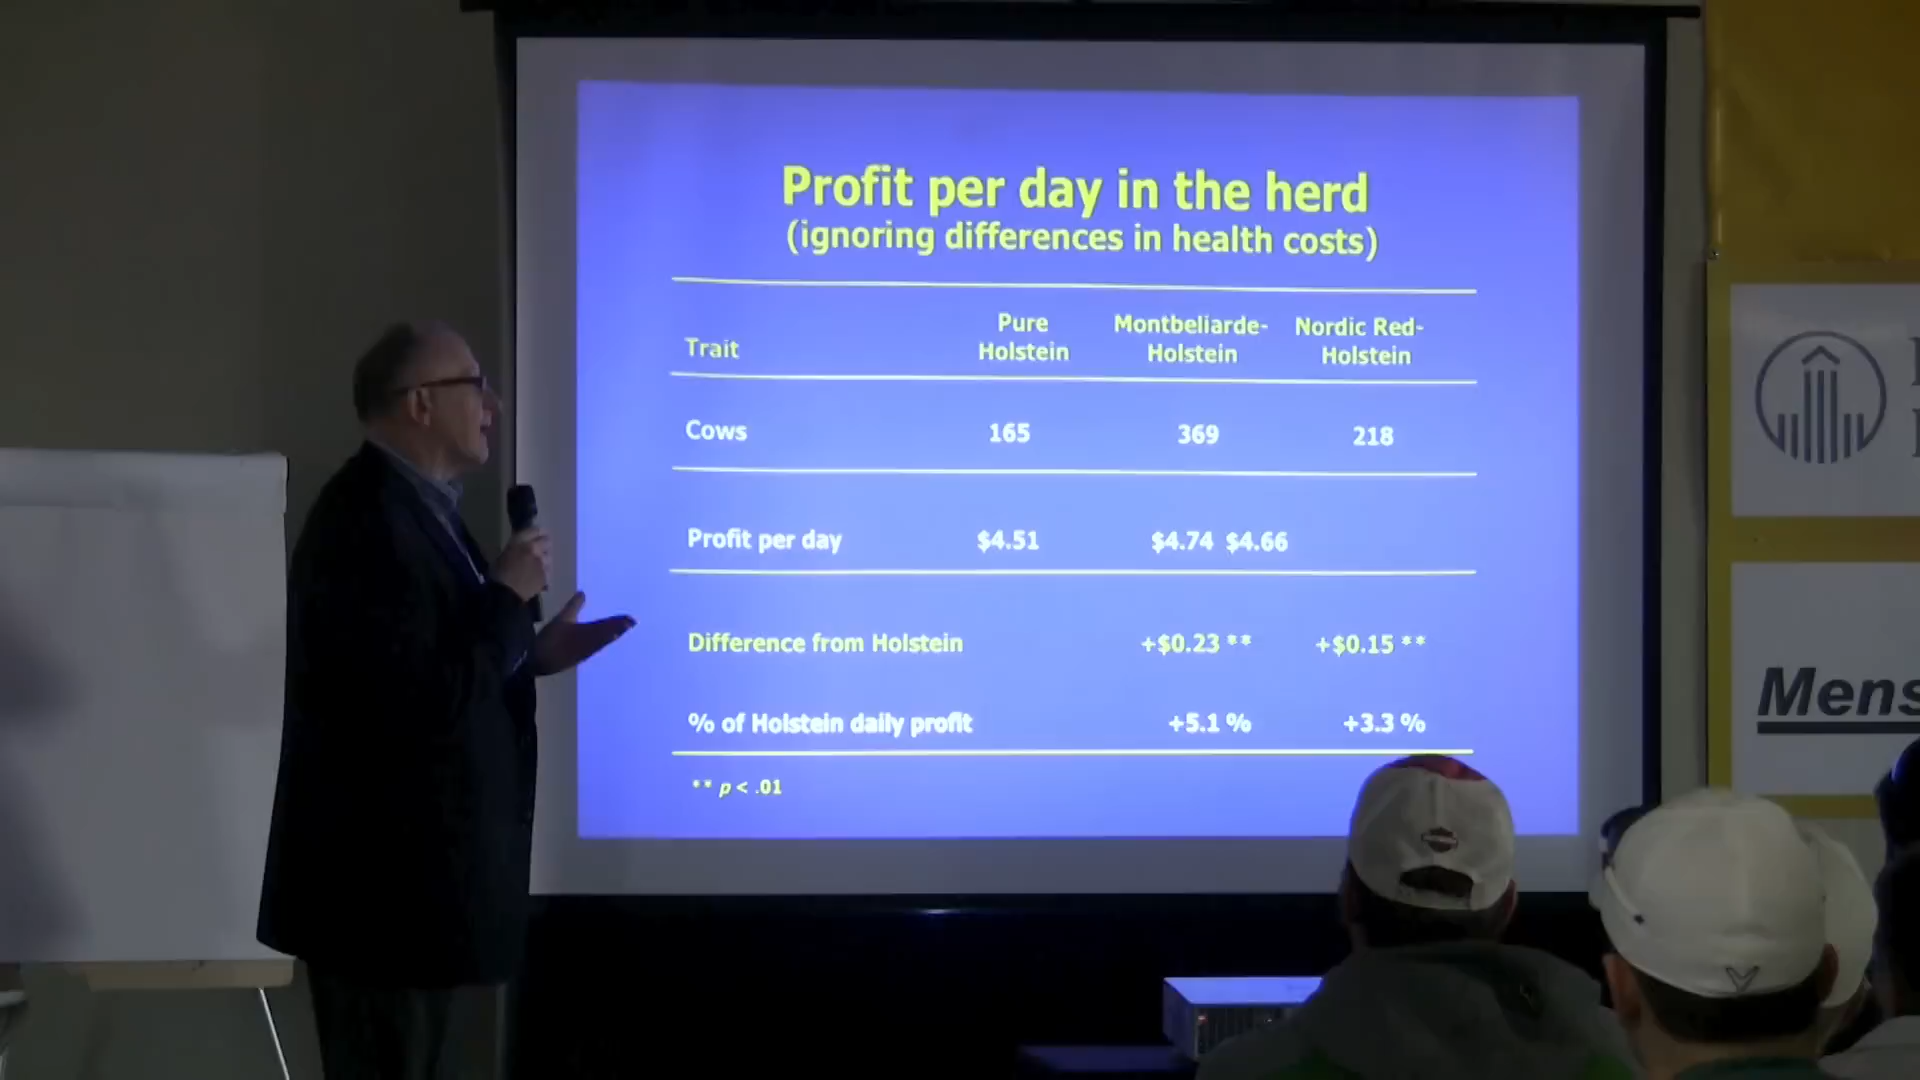 Profit per day in the herd
(ignoring differences in health costs)
Trait Pure Holstein Montbeliarde-Holstein Nordic Red-Holstein
Cows 165 369 218
Profit per day $4.51 $4.74 $4.66
Difference from Holstein +$0.23 ** +$0.15 **
% of Holstein daily profit +5.1 % +3.3 %
** p < .01
Mens